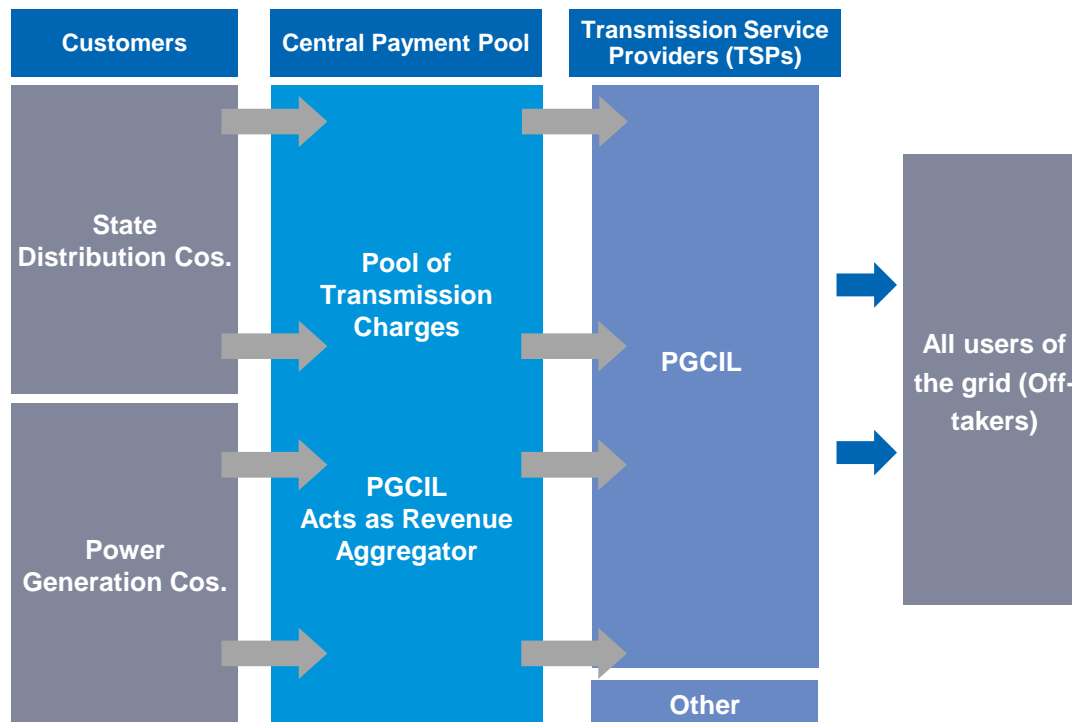 Customers
Central Payment Pool
Transmission Service
Providers (TSPs)
State
Distribution Cos.
Power
Generation Cos.
Pool of
Transmission
Charges
PGCIL
Acts as Revenue
Aggregator
PGCIL
Other
All users of
the grid (Off-
takers)